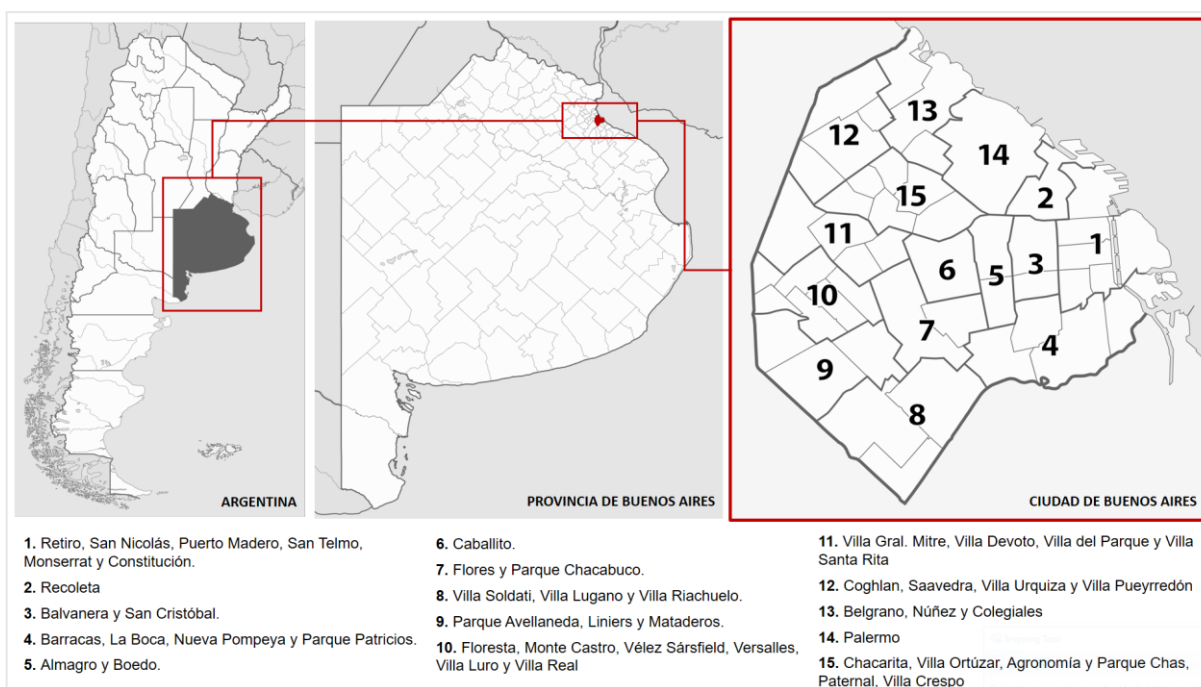 ARGENTINA
PROVINCIA DE BUENOS AIRES
13
12
14
15
2
11
1
6
5
3
10
7
4
9
8
CIUDAD DE BUENOS AIRES
1. Retiro, San Nicolás, Puerto Madero, San Telmo,
Monserrat y Constitución.
2. Recoleta
3. Balvanera y San Cristóbal.
4. Barracas, La Boca, Nueva Pompeya y Parque Patricios.
5. Almagro y Boedo.
6. Caballito.
7. Flores y Parque Chacabuco.
8. Villa Soldati, Villa Lugano y Villa Riachuelo.
9. Parque Avellaneda, Liniers y Mataderos.
10. Floresta, Monte Castro, Vélez Sársfield, Versalles,
Villa Luro y Villa Real
11. Villa Gral. Mitre, Villa Devoto, Villa del Parque y Villa
Santa Rita
12. Coghlan, Saavedra, Villa Urquiza y Villa Pueyrredón
13. Belgrano, Núñez y Colegiales
14. Palermo
15. Chacarita, Villa Ortúzar, Agronomía y Parque Chas,
Paternal, Villa Crespo